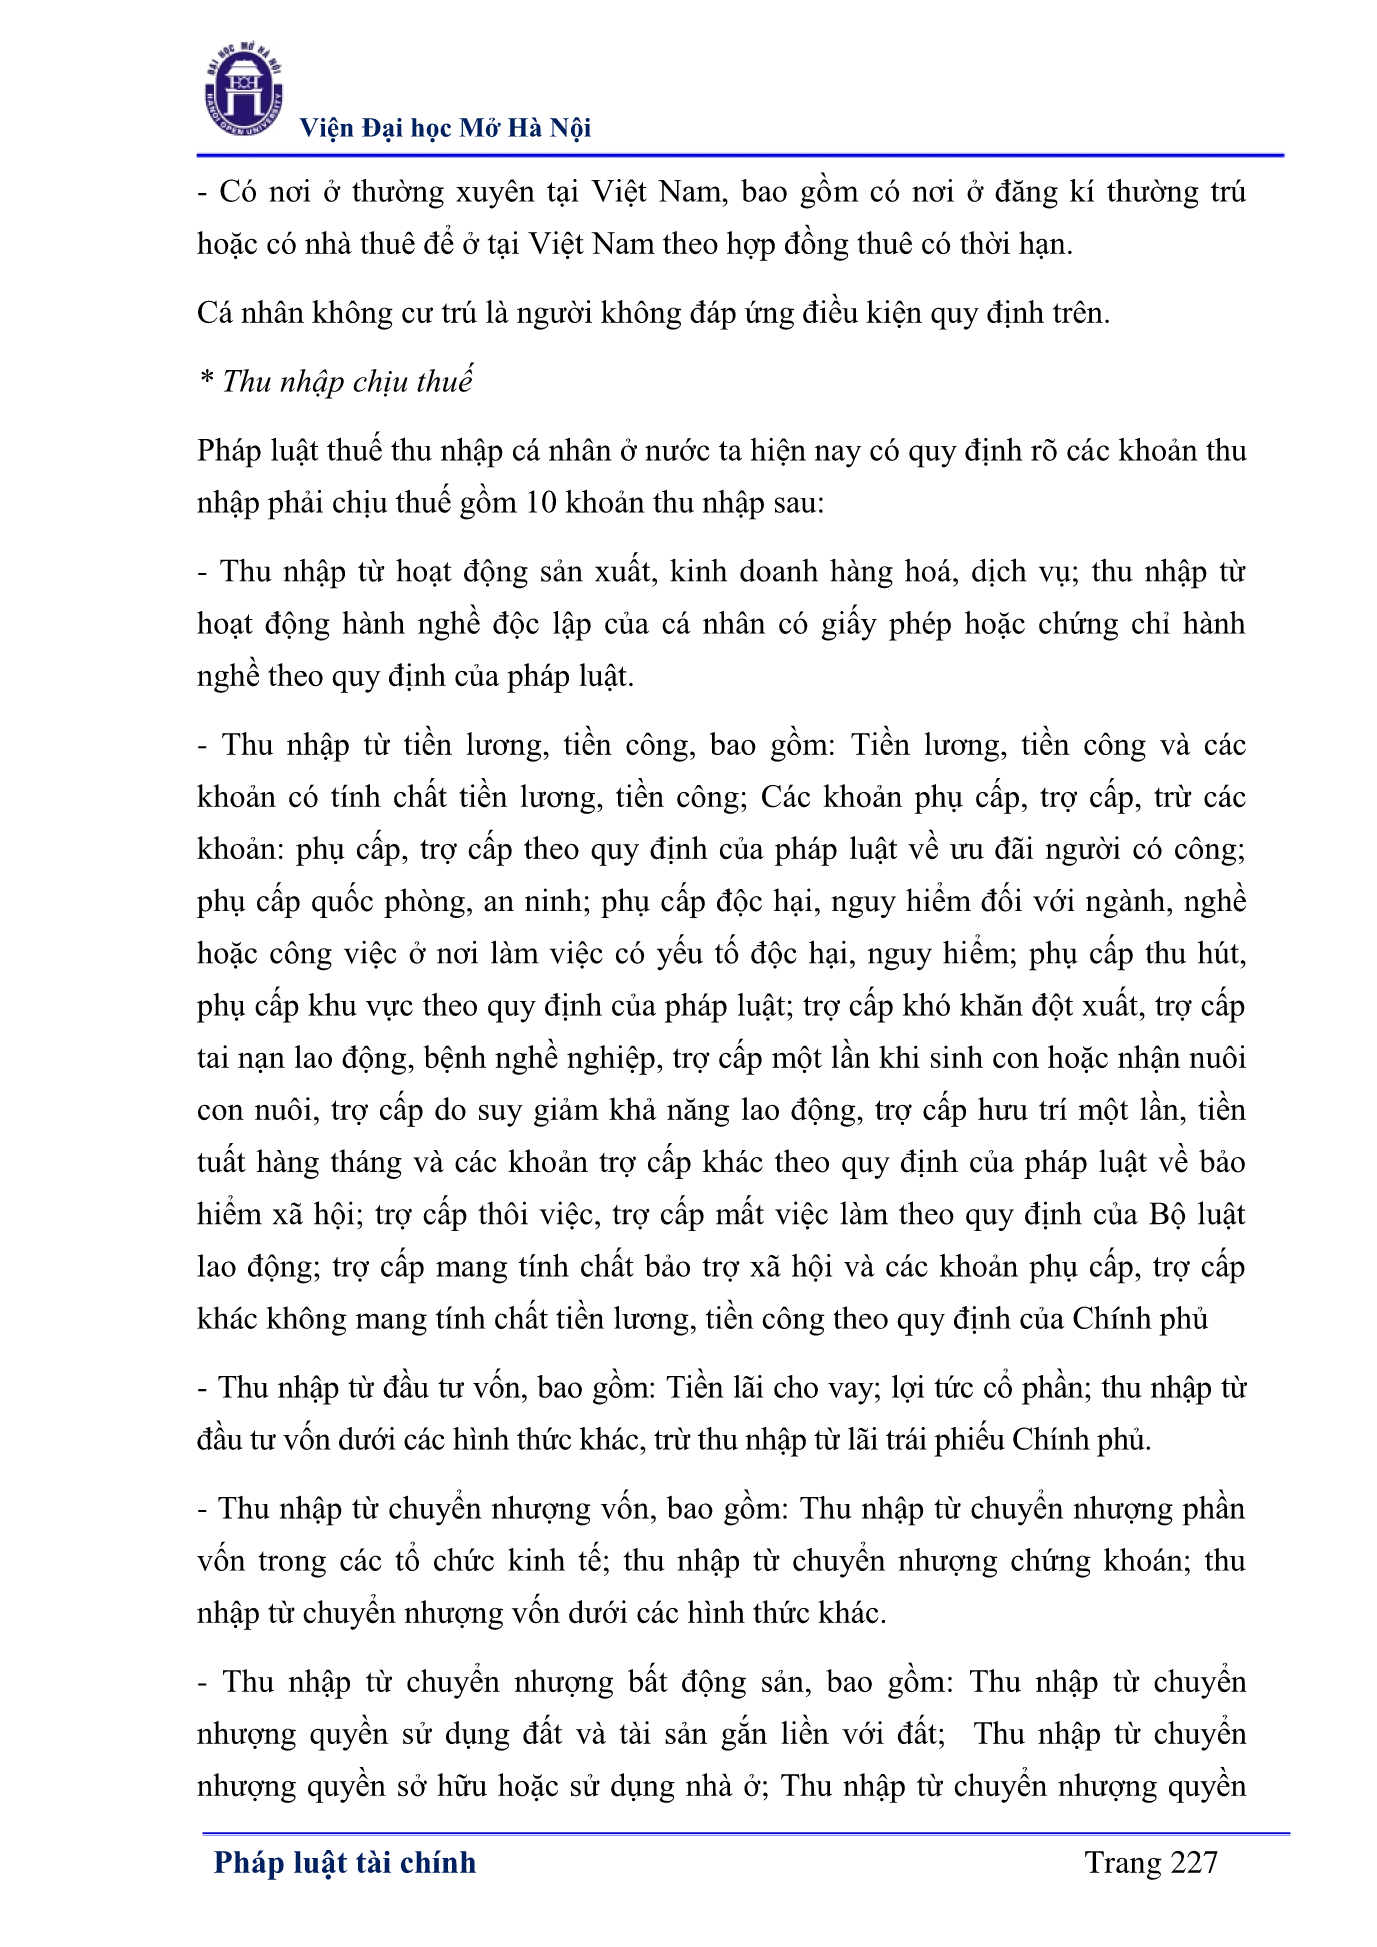 ĐẠI HỌC MỞ HÀ NỘI
HANOI OPEN UNIVERSITY
Viện Đại học Mở Hà Nội
- Có nơi ở thường xuyên tại Việt Nam, bao gồm có nơi ở đăng kí thường trú
hoặc có nhà thuê để ở tại Việt Nam theo hợp đồng thuê có thời hạn.
Cá nhân không cư trú là người không đáp ứng điều kiện quy định trên.
* Thu nhập chịu thuế
Pháp luật thuế thu nhập cá nhân ở nước ta hiện nay có quy định rõ các khoản thu
nhập phải chịu thuế gồm 10 khoản thu nhập sau:
- Thu nhập từ hoạt động sản xuất, kinh doanh hàng hoá, dịch vụ; thu nhập từ
hoạt động hành nghề độc lập của cá nhân có giấy phép hoặc chứng chỉ hành
nghề theo quy định của pháp luật.
- Thu nhập từ tiền lương, tiền công, bao gồm: Tiền lương, tiền công và các
khoản có tính chất tiền lương, tiền công; Các khoản phụ cấp, trợ cấp, trừ các
khoản: phụ cấp, trợ cấp theo quy định của pháp luật về ưu đãi người có công;
phụ cấp quốc phòng, an ninh; phụ cấp độc hại, nguy hiểm đối với ngành, nghề
hoặc công việc ở nơi làm việc có yếu tố độc hại, nguy hiểm; phụ cấp thu hút,
phụ cấp khu vực theo quy định của pháp luật; trợ cấp khó khăn đột xuất, trợ cấp
tai nạn lao động, bệnh nghề nghiệp, trợ cấp một lần khi sinh con hoặc nhận nuôi
con nuôi, trợ cấp do suy giảm khả năng lao động, trợ cấp hưu trí một lần, tiền
tuất hàng tháng và các khoản trợ cấp khác theo quy định của pháp luật về bảo
hiểm xã hội; trợ cấp thôi việc, trợ cấp mất việc làm theo quy định của Bộ luật
lao động; trợ cấp mang tính chất bảo trợ xã hội và các khoản phụ cấp, trợ cấp
khác không mang tính chất tiền lương, tiền công theo quy định của Chính phủ
- Thu nhập từ đầu tư vốn, bao gồm: Tiền lãi cho vay; lợi tức cổ phần; thu nhập từ
đầu tư vốn dưới các hình thức khác, trừ thu nhập từ lãi trái phiếu Chính phủ.
- Thu nhập từ chuyển nhượng vốn, bao gồm: Thu nhập từ chuyển nhượng phần
vốn trong các tổ chức kinh tế; thu nhập từ chuyển nhượng chứng khoán; thu
nhập từ chuyển nhượng vốn dưới các hình thức khác.
- Thu nhập từ chuyển nhượng bất động sản, bao gồm: Thu nhập từ chuyển
nhượng quyền sử dụng đất và tài sản gắn liền với đất; Thu nhập từ chuyển
nhượng quyền sở hữu hoặc sử dụng nhà ở; Thu nhập từ chuyển nhượng quyền
Pháp luật tài chính
Trang 227